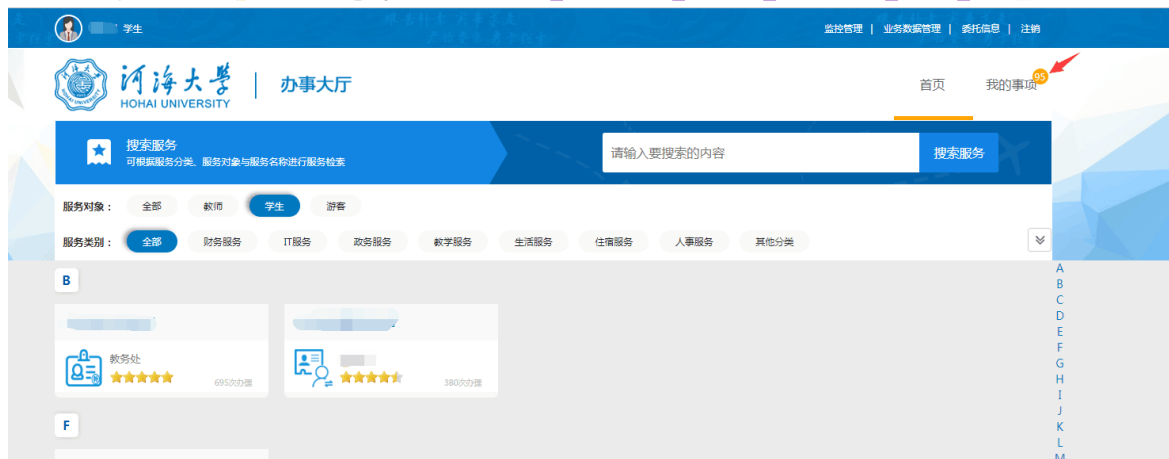 学生
监控管理 | 业务数据管理 | 委托信息 | 注销
河海大学
HOHAI UNIVERSITY
办事大厅
首页
我的事项
95
搜索服务
可根据服务分类、服务对象与服务名称进行服务检索
请输入要搜索的内容
搜索服务
服务对象： 全部 教师 学生 游客
服务类别： 全部 财务服务 IT服务 政务服务 教学服务 生活服务 住宿服务 人事服务 其他分类
B
教务处
695次办理
380次办理
F
A
B
C
D
E
F
G
H
I
J
K
L
M